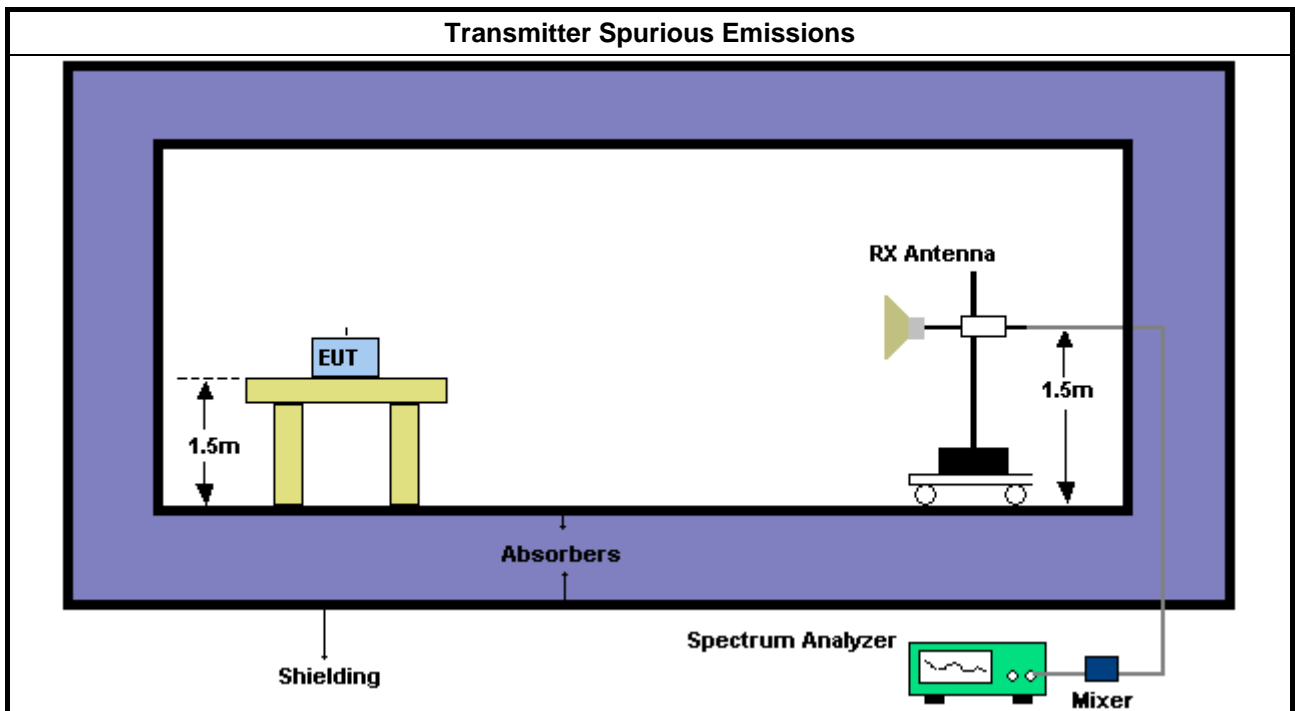 Transmitter Spurious Emissions
RX Antenna
EUT
1.5m
1.5m
Absorbers
Spectrum Analyzer
Shielding
Mixer